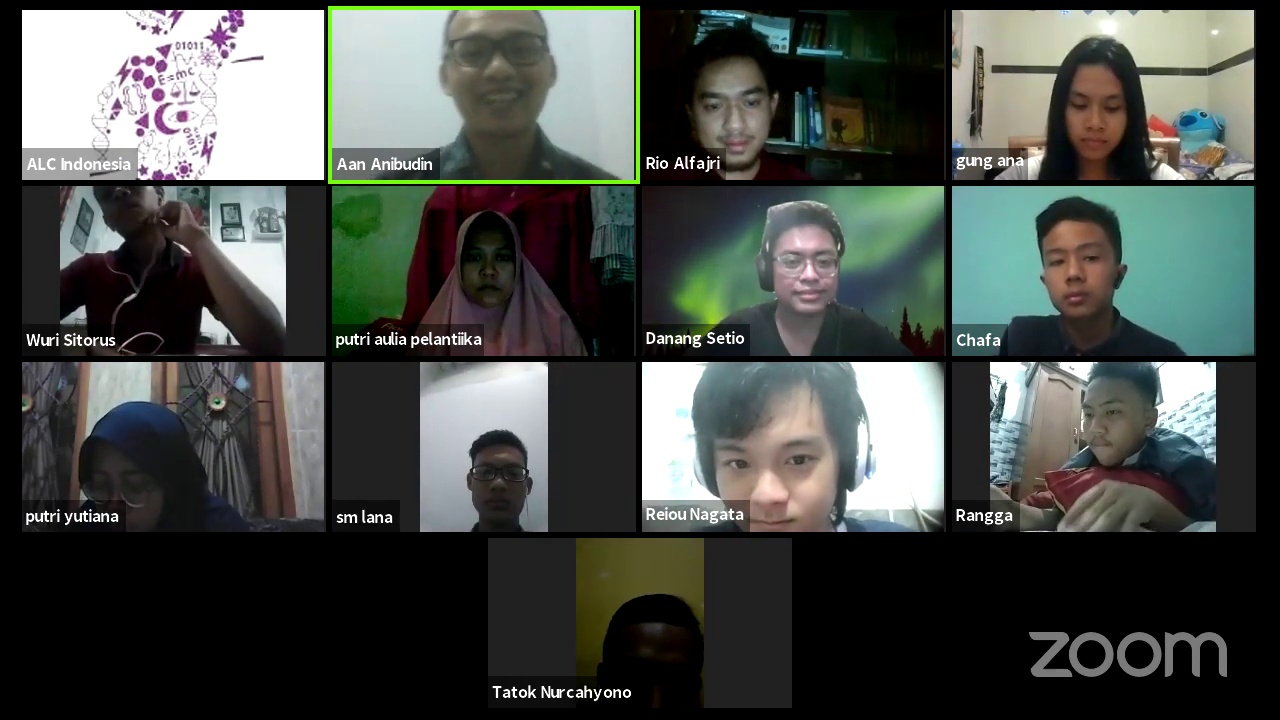 01011
E=mc
ALC Indonesia
Aan Anibudin
Rio Alfajri
gung ana
Wuri Sitorus
putri aulia pelantiika
Danang Setio
Chafa
putri yutiana
sm lana
Reiou Nagata
Rangga
Tatok Nurcahyono
zoom